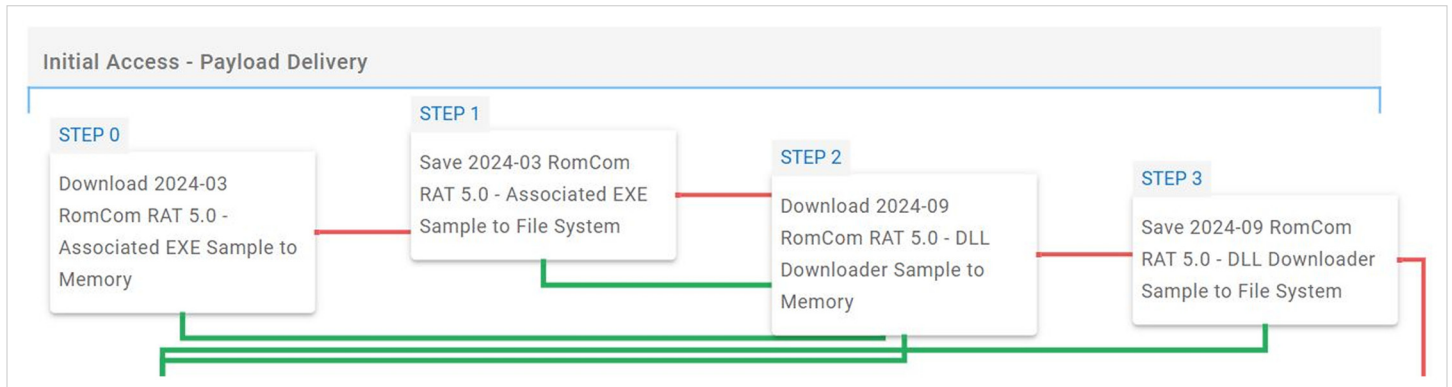 Initial Access - Payload Delivery
STEP 0
Download 2024-03
RomCom RAT 5.0 -
Associated EXE Sample to
Memory
STEP 1
Save 2024-03 RomCom
RAT 5.0 - Associated EXE
Sample to File System
STEP 2
Download 2024-09
RomCom RAT 5.0 - DLL
Downloader Sample to
Memory
STEP 3
Save 2024-09 RomCom
RAT 5.0 - DLL Downloader
Sample to File System